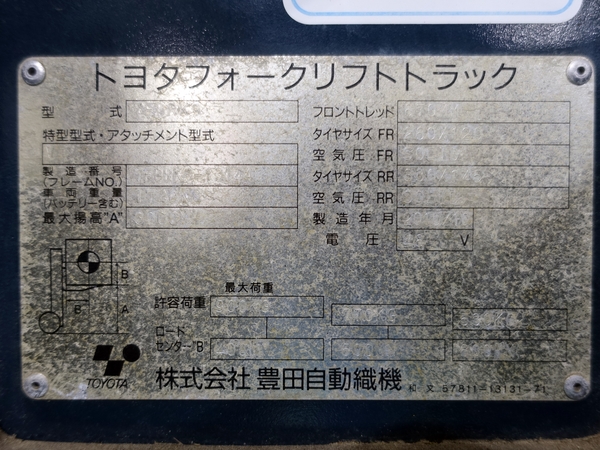 トヨタフォークリフトトラック
型式
特型型式・アタッチメント型式
製造番号
(フレームNO.)
車両重量
(バッテリー含む)
最大揚高"A"
フロントトレッド
タイヤサイズ FR
空気圧 FR
タイヤサイズ RR
空気圧 RR
製造年月
電圧 V
B
B A
最大荷重
許容荷重
ロード
センター"B"
TOYOTA
株式会社 豊田自動織機
和文 57811-13131-71